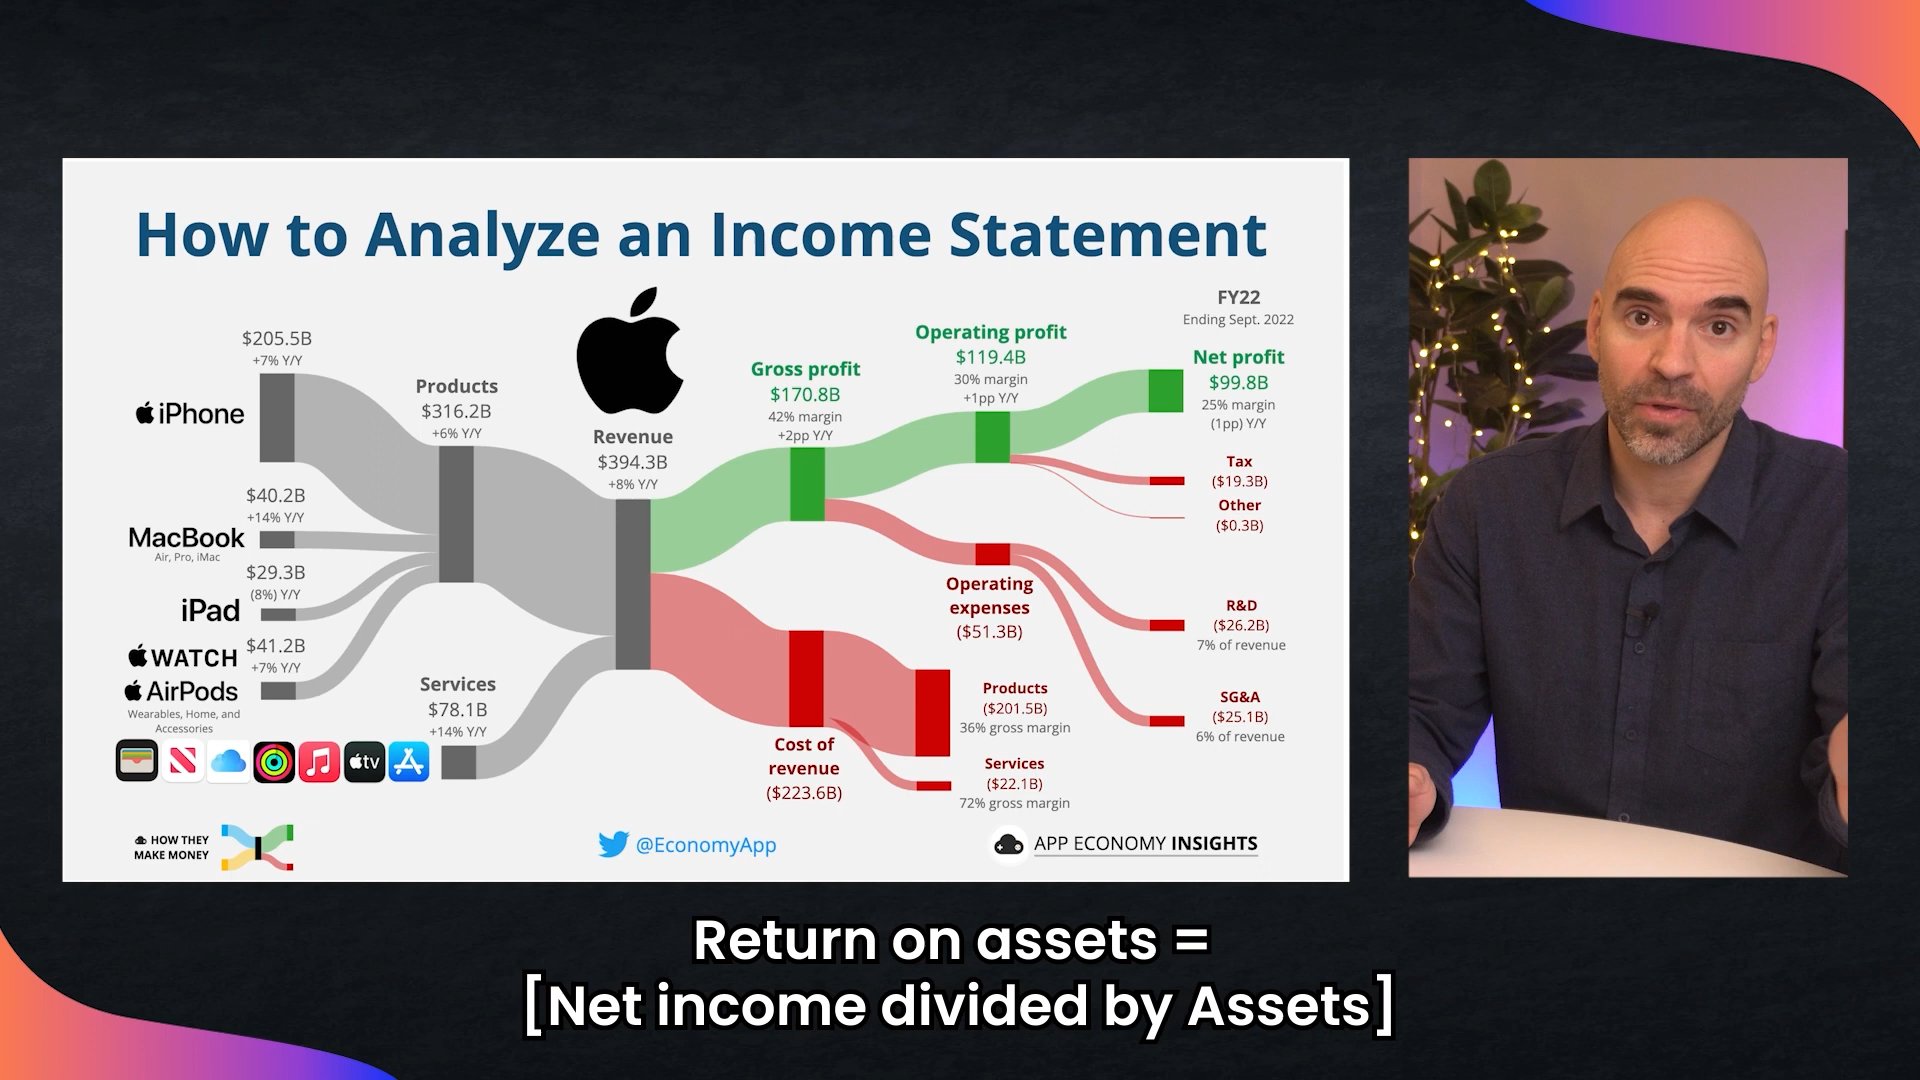 How to Analyze an Income Statement
FY22
Ending Sept. 2022
$205.5B
+7% Y/Y
iPhone
$40.2B
+14% Y/Y
MacBook
Air, Pro, iMac
$29.3B
(8%) Y/Y
iPad
$41.2B
+7% Y/Y
WATCH
AirPods
Wearables, Home, and
Accessories
tv
Products
$316.2B
+6% Y/Y
Services
$78.1B
+14% Y/Y
Revenue
$394.3B
+8% Y/Y
Gross profit
$170.8B
42% margin
+2pp Y/Y
Operating profit
$119.4B
30% margin
+1pp Y/Y
Net profit
$99.8B
25% margin
(1pp) Y/Y
Tax
($19.3B)
Other
($0.3B)
Operating
expenses
($51.3B)
R&D
($26.2B)
7% of revenue
SG&A
($25.1B)
6% of revenue
Cost of
revenue
($223.6B)
Products
($201.5B)
36% gross margin
Services
($22.1B)
72% gross margin
HOW THEY
MAKE MONEY
@EconomyApp
APP ECONOMY INSIGHTS
Return on assets =
[Net income divided by Assets]